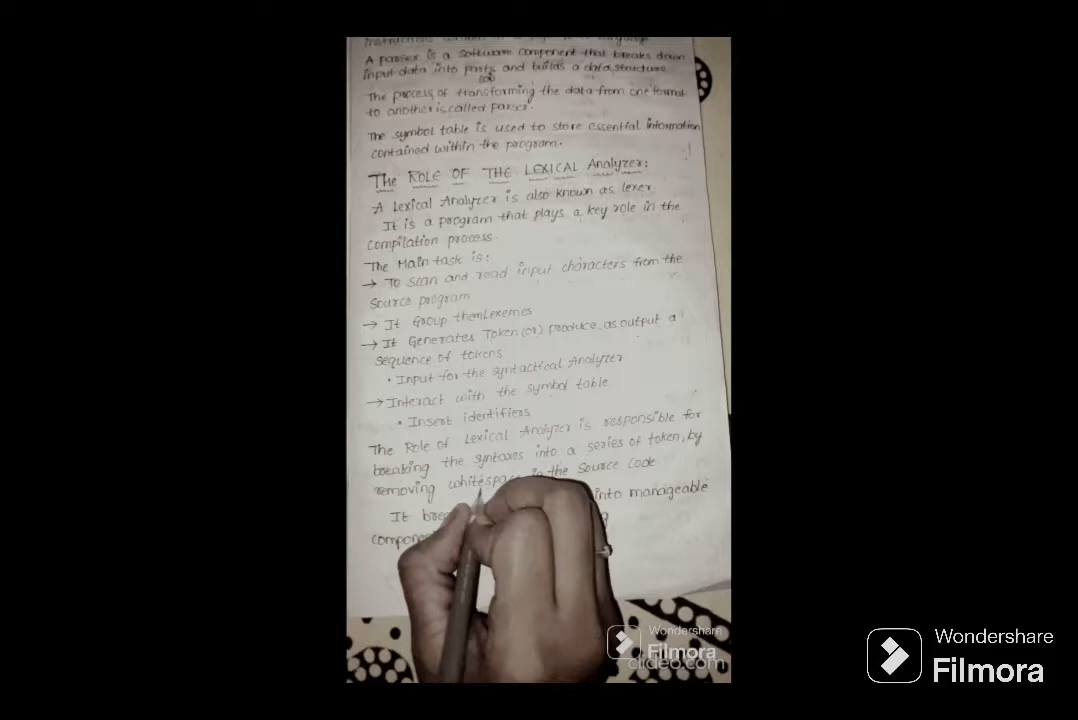 A parser is a software component that breaks down
input data into parts and builds a data structure
(or)
The process of transforming the data from one format
to another is called parser.
The symbol table is used to store essential information
contained within the program.
The ROLE OF THE LEXICAL Analyzer:
A Lexical Analyzer is also known as lexer
It is a program that plays a key role in the
compilation process.
The Main task is:
→ To scan and read input characters from the
source program
→ It Group themLexemes
→ It Generates Token (or) produce, as output a
sequence of tokens
• Input for the syntactical Analyzer
→ Interact with the symbol table
• Insert identifiers
The Role of Lexical Analyzer is responsible for
breaking the syntaxes into a series of token, by
removing whitespace in the Source Code
It into manageable
Wondershare
Filmora
clideo.com
Wondershare
Filmora